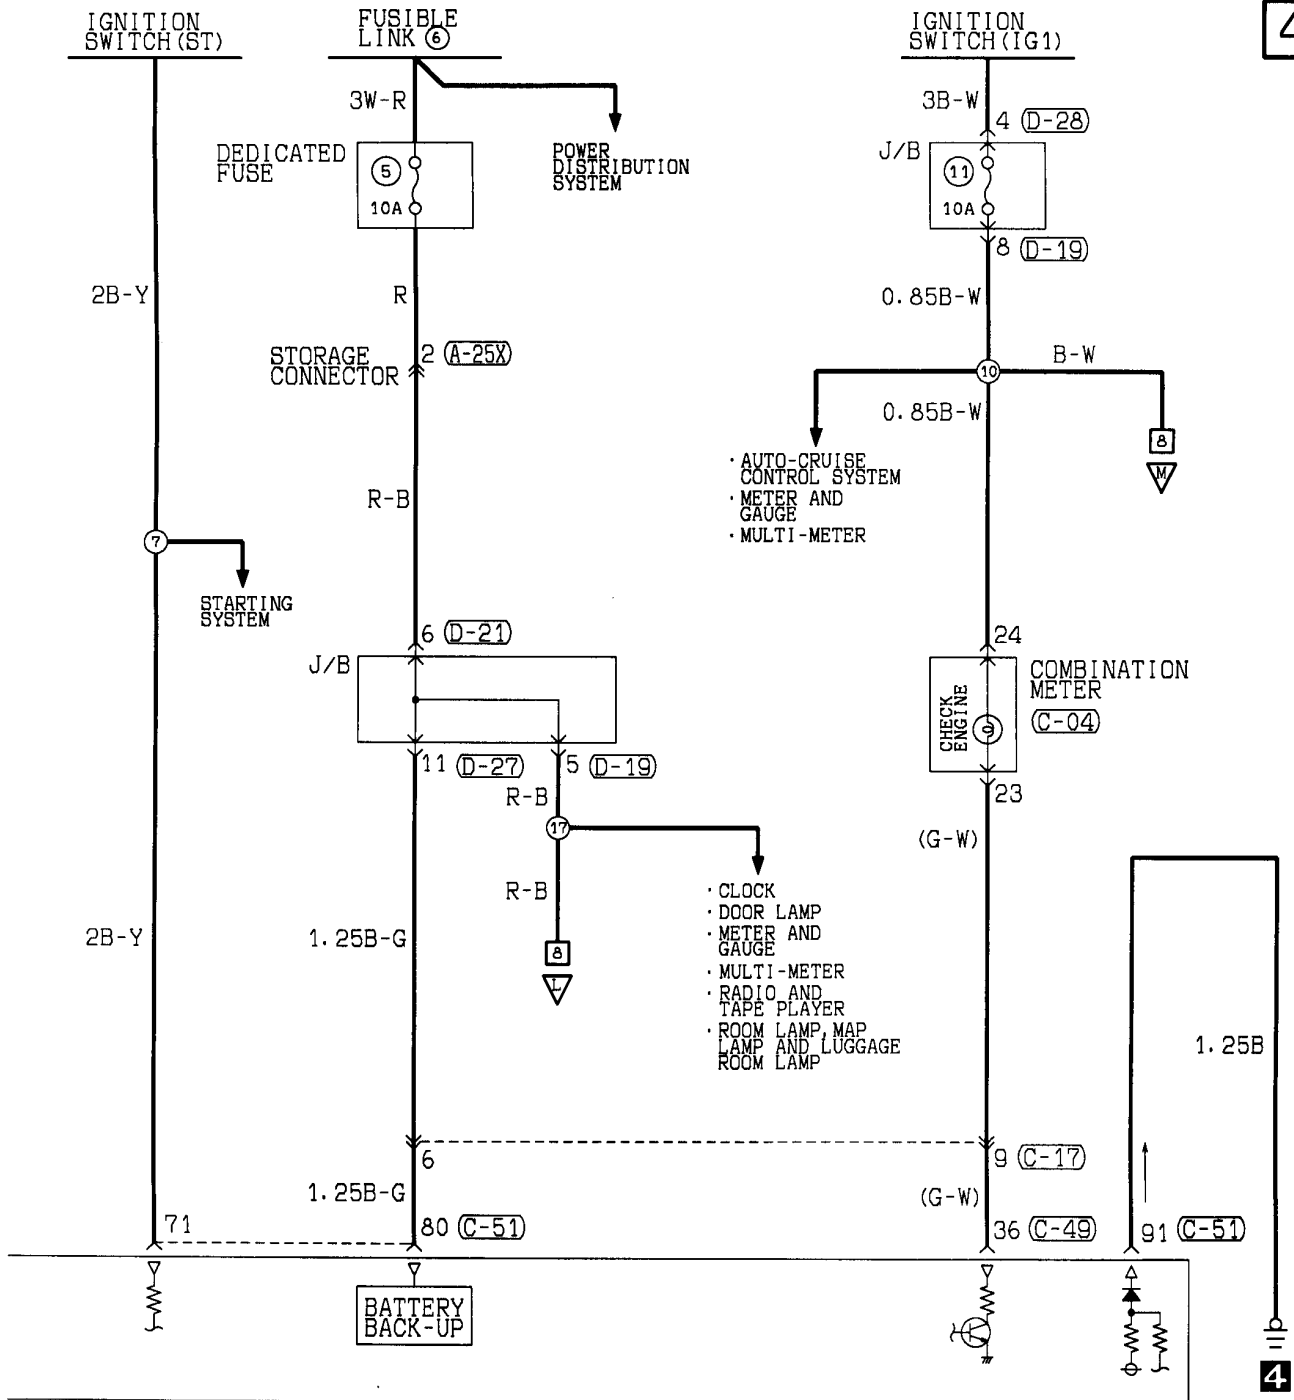 IGNITION
SWITCH(ST)
FUSIBLE
LINK ⑥
IGNITION
SWITCH(IG1)
3W-R
3B-W
4 (D-28)
DEDICATED
FUSE
5
10A
POWER
DISTRIBUTION
SYSTEM
J/B
11
10A
8 (D-19)
2B-Y
R
0.85B-W
STORAGE
CONNECTOR
2 (A-25X)
10
B-W
0.85B-W
8
M
· AUTO-CRUISE
CONTROL SYSTEM
· METER AND
GAUGE
· MULTI-METER
R-B
7
STARTING
SYSTEM
6 (D-21)
24
J/B
CHECK
ENGINE
COMBINATION
METER
(C-04)
11 (D-27)
5 (D-19)
23
R-B
17
(G-W)
R-B
· CLOCK
· DOOR LAMP
· METER AND
GAUGE
· MULTI-METER
· RADIO AND
TAPE PLAYER
· ROOM LAMP, MAP
LAMP AND LUGGAGE
ROOM LAMP
2B-Y
1.25B-G
8
L
1.25B
6
9 (C-17)
1.25B-G
(G-W)
71
80 (C-51)
36 (C-49)
91 (C-51)
BATTERY
BACK-UP
4